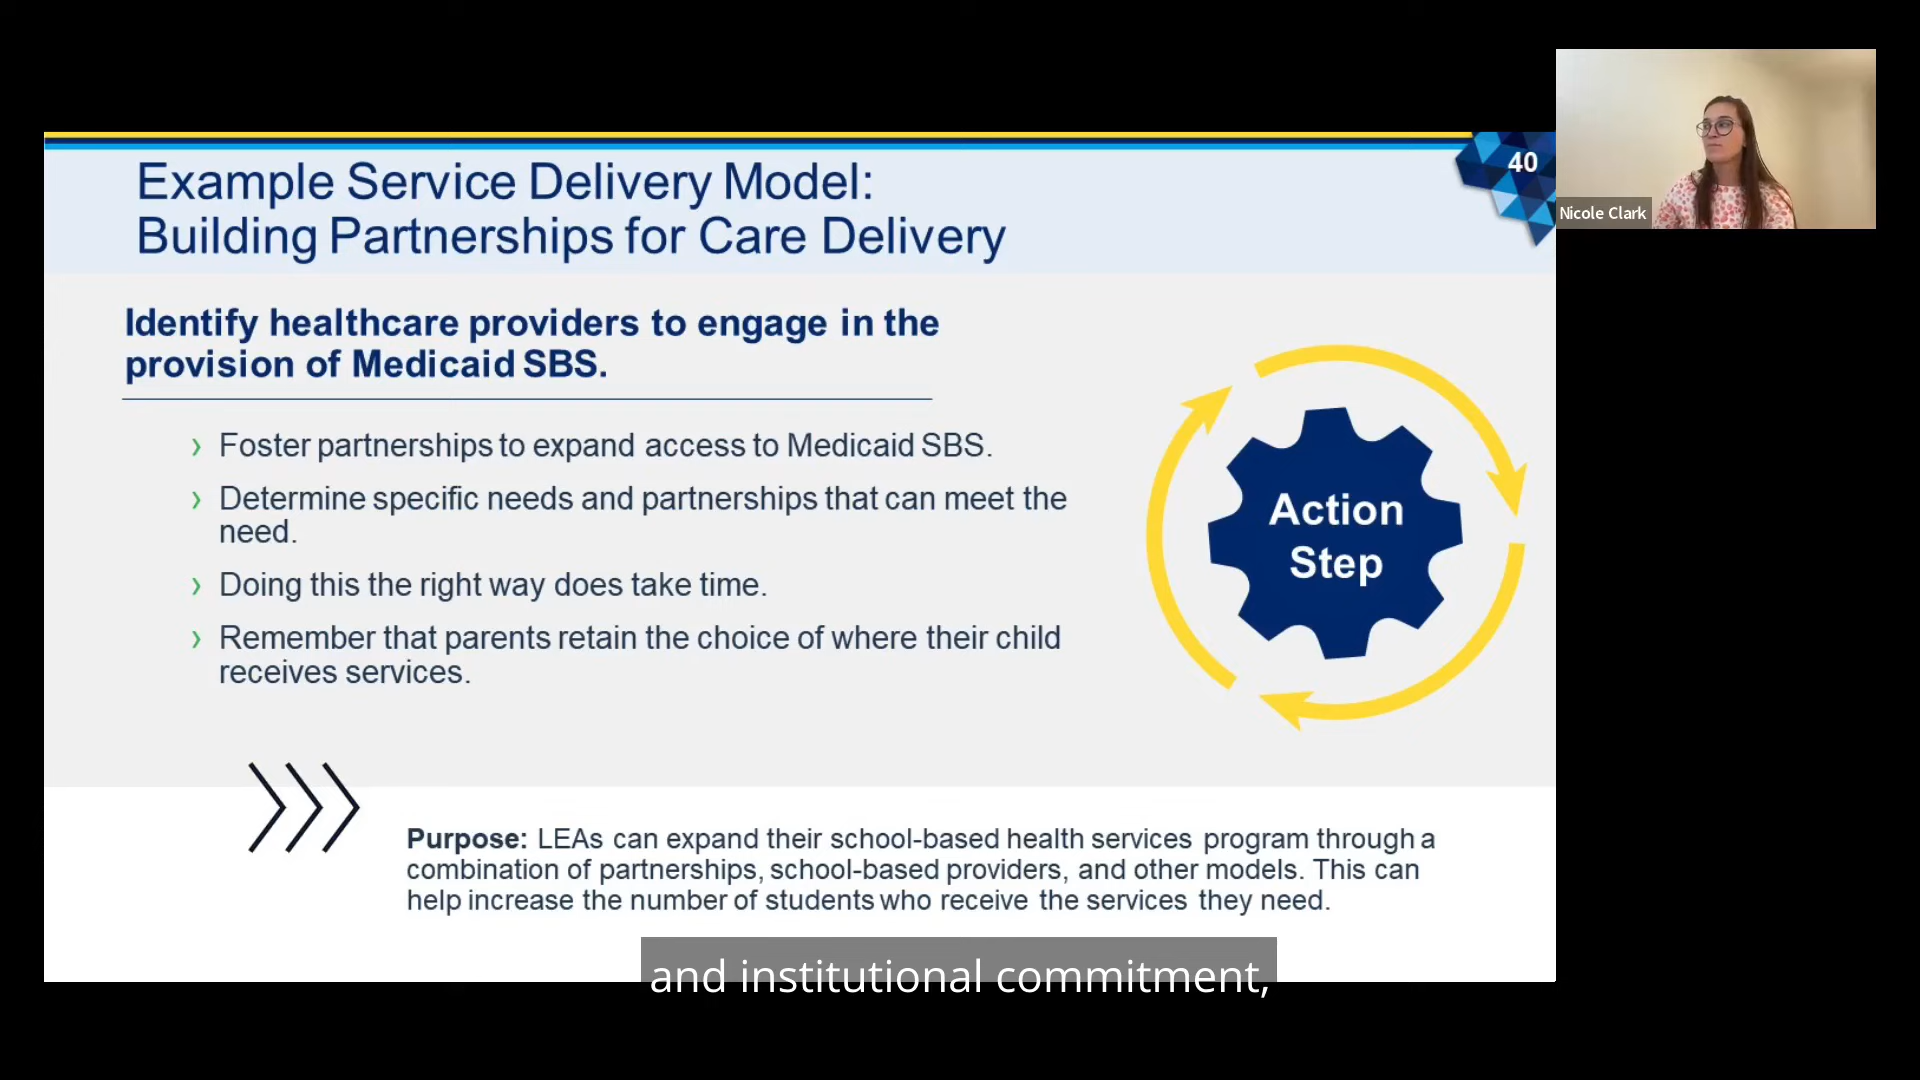 Example Service Delivery Model:
Building Partnerships for Care Delivery
40
Nicole Clark
Identify healthcare providers to engage in the
provision of Medicaid SBS.
› Foster partnerships to expand access to Medicaid SBS.
› Determine specific needs and partnerships that can meet the
need.
› Doing this the right way does take time.
› Remember that parents retain the choice of where their child
receives services.
Action
Step
Purpose: LEAs can expand their school-based health services program through a
combination of partnerships, school-based providers, and other models. This can
help increase the number of students who receive the services they need.
and institutional commitment,